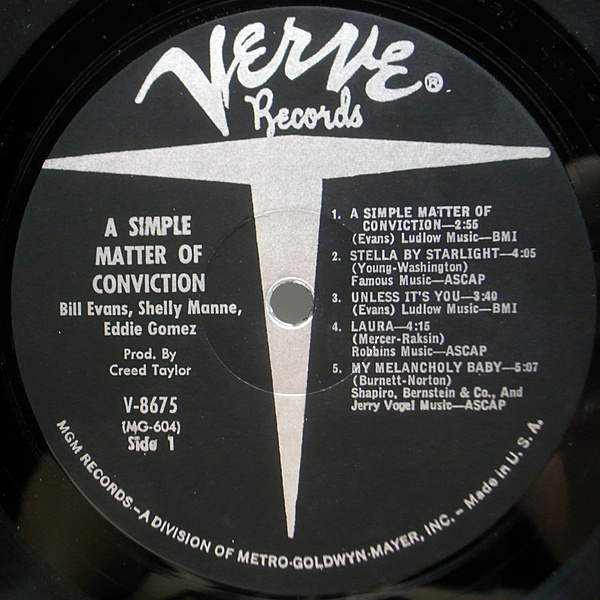 Verve®
Records
A SIMPLE
MATTER OF
CONVICTION
Bill Evans, Shelly Manne,
Eddie Gomez
Prod. By
Creed Taylor
V-8675
(MG-604)
Side 1
1. A SIMPLE MATTER OF
CONVICTION—2:55
(Evans) Ludlow Music—BMI
2. STELLA BY STARLIGHT—4:05
(Young-Washington)
Famous Music—ASCAP
3. UNLESS IT'S YOU—3:40
(Evans) Ludlow Music—BMI
4. LAURA—4:15
(Mercer-Raksin)
Robbins Music—ASCAP
5. MY MELANCHOLY BABY—5:07
(Burnett-Norton)
Shapiro, Bernstein & Co., And
Jerry Vogel Music—ASCAP
MGM RECORDS.—A DIVISION OF METRO-GOLDWYN-MAYER, INC. – Made in U. S. A.